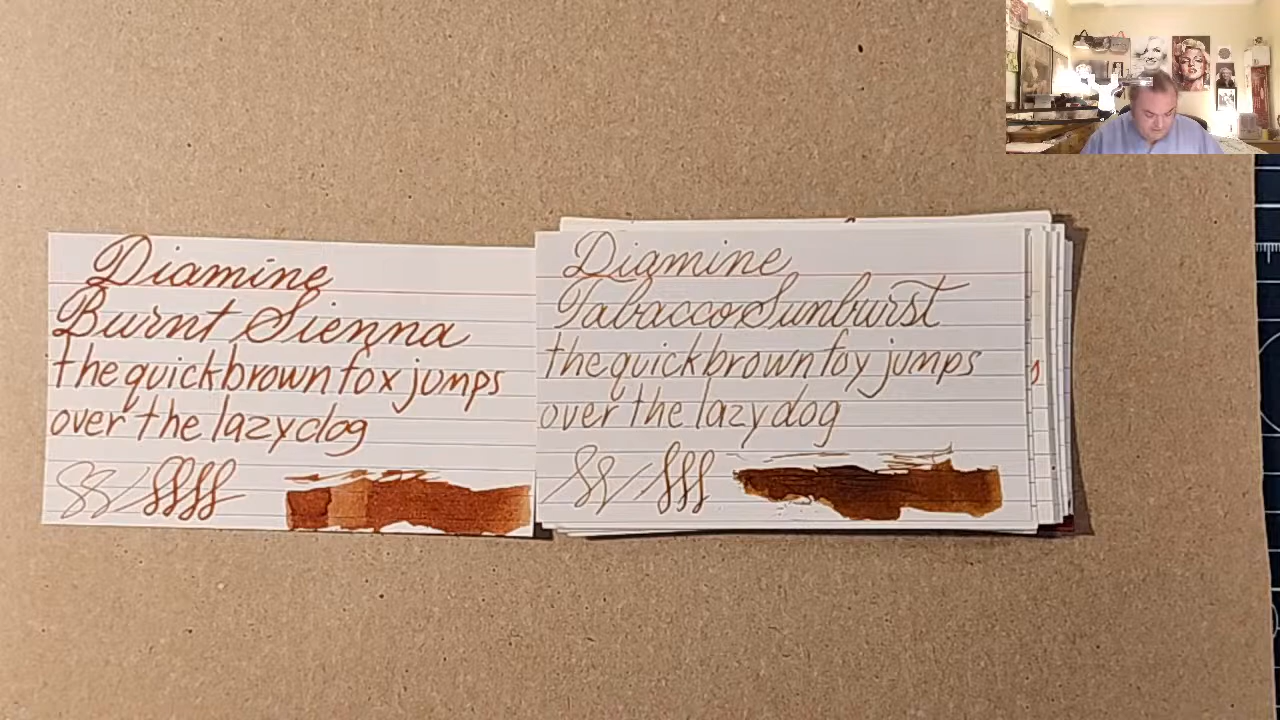 Diamine
Burnt Sienna
the quick brown fox jumps
over the lazy dog
Diamine
Tabacco Sunburst
the quick brown foy jumps
over the lazy dog